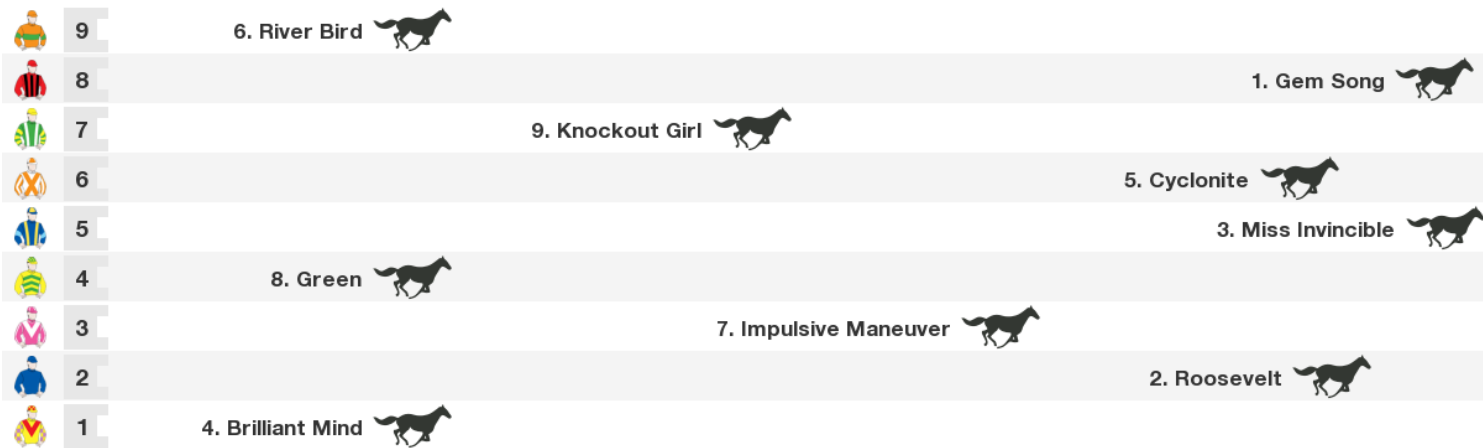 9 6. River Bird
8 1. Gem Song
7 9. Knockout Girl
6 5. Cyclonite
5 3. Miss Invincible
4 8. Green
3 7. Impulsive Maneuver
2 2. Roosevelt
1 4. Brilliant Mind